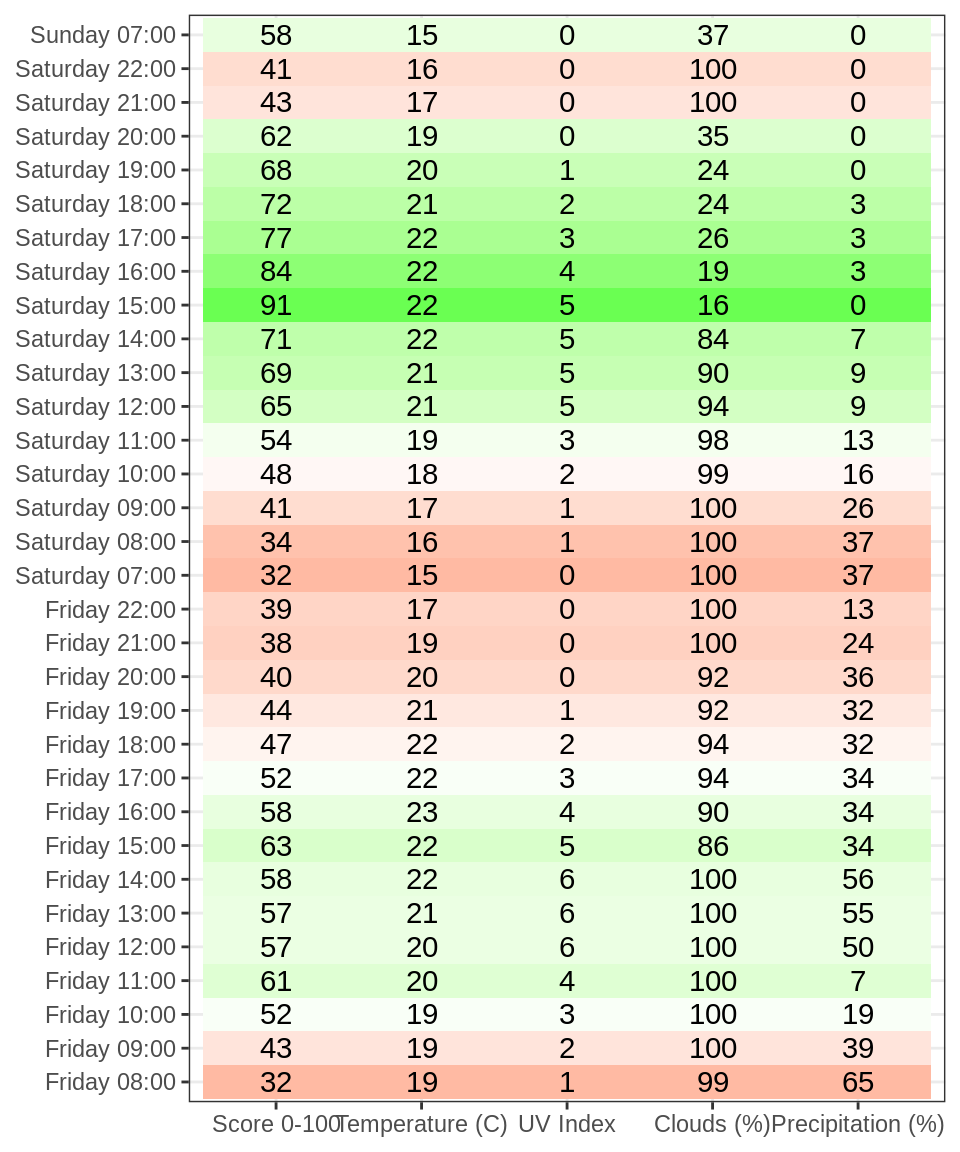 Sunday 07:00 58 15 0 37 0
Saturday 22:00 41 16 0 100 0
Saturday 21:00 43 17 0 100 0
Saturday 20:00 62 19 0 35 0
Saturday 19:00 68 20 1 24 0
Saturday 18:00 72 21 2 24 3
Saturday 17:00 77 22 3 26 3
Saturday 16:00 84 22 4 19 3
Saturday 15:00 91 22 5 16 0
Saturday 14:00 71 22 5 84 7
Saturday 13:00 69 21 5 90 9
Saturday 12:00 65 21 5 94 9
Saturday 11:00 54 19 3 98 13
Saturday 10:00 48 18 2 99 16
Saturday 09:00 41 17 1 100 26
Saturday 08:00 34 16 1 100 37
Saturday 07:00 32 15 0 100 37
Friday 22:00 39 17 0 100 13
Friday 21:00 38 19 0 100 24
Friday 20:00 40 20 0 92 36
Friday 19:00 44 21 1 92 32
Friday 18:00 47 22 2 94 32
Friday 17:00 52 22 3 94 34
Friday 16:00 58 23 4 90 34
Friday 15:00 63 22 5 86 34
Friday 14:00 58 22 6 100 56
Friday 13:00 57 21 6 100 55
Friday 12:00 57 20 6 100 50
Friday 11:00 61 20 4 100 7
Friday 10:00 52 19 3 100 19
Friday 09:00 43 19 2 100 39
Friday 08:00 32 19 1 99 65
Score 0-100 Temperature (C) UV Index Clouds (%) Precipitation (%)